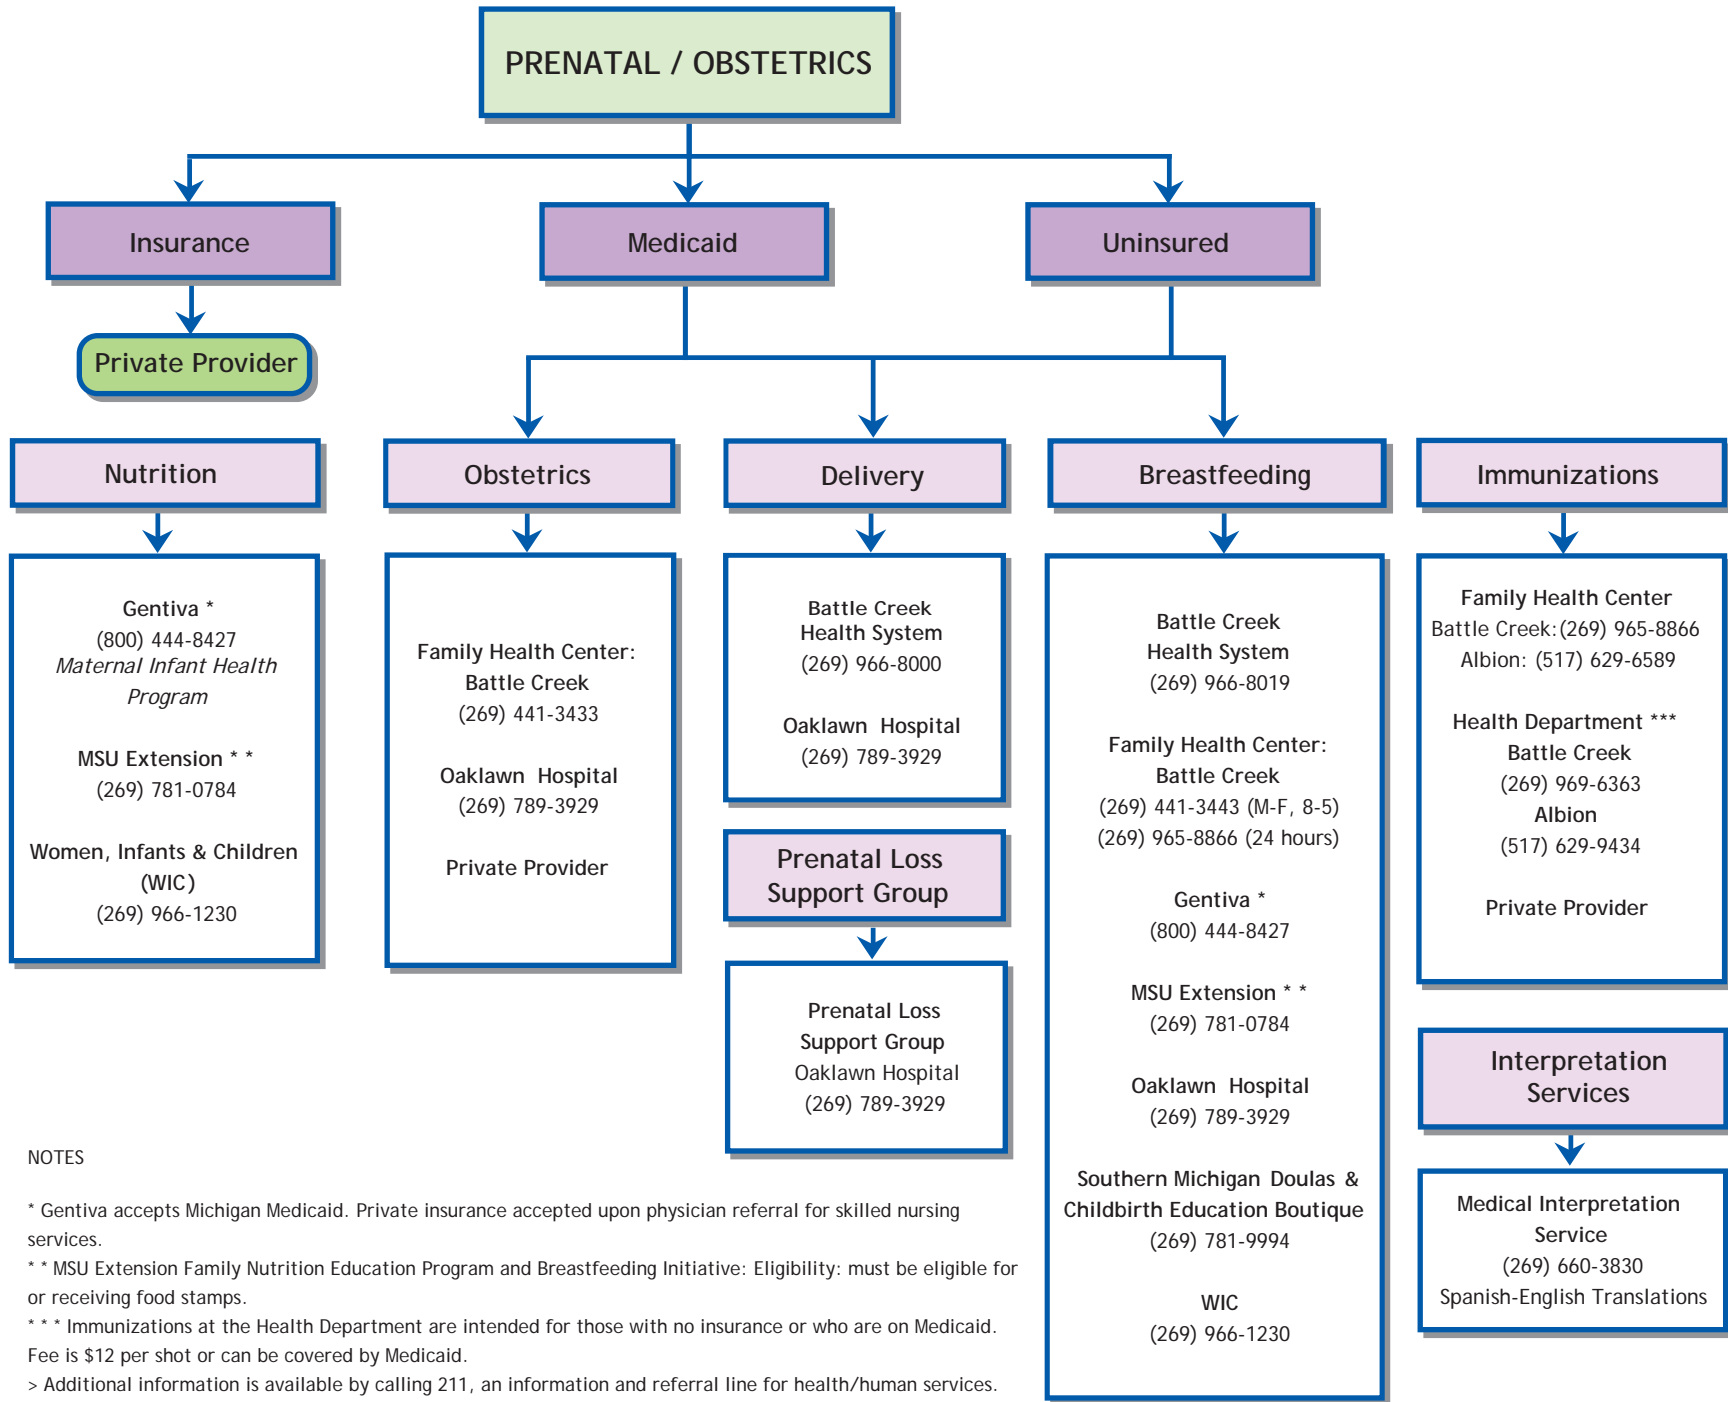 PRENATAL / OBSTETRICS
Insurance
Medicaid
Uninsured
Private Provider
Nutrition
Gentiva *
(800) 444-8427
Maternal Infant Health
Program
MSU Extension * *
(269) 781-0784
Women, Infants & Children
(WIC)
(269) 966-1230
Obstetrics
Family Health Center:
Battle Creek
(269) 441-3433
Oaklawn Hospital
(269) 789-3929
Private Provider
Delivery
Battle Creek
Health System
(269) 966-8000
Oaklawn Hospital
(269) 789-3929
Prenatal Loss
Support Group
Prenatal Loss
Support Group
Oaklawn Hospital
(269) 789-3929
Breastfeeding
Battle Creek
Health System
(269) 966-8019
Family Health Center:
Battle Creek
(269) 441-3443 (M-F, 8-5)
(269) 965-8866 (24 hours)
Gentiva *
(800) 444-8427
MSU Extension * *
(269) 781-0784
Oaklawn Hospital
(269) 789-3929
Southern Michigan Doulas &
Childbirth Education Boutique
(269) 781-9994
WIC
(269) 966-1230
Immunizations
Family Health Center
Battle Creek:(269) 965-8866
Albion: (517) 629-6589
Health Department ***
Battle Creek
(269) 969-6363
Albion
(517) 629-9434
Private Provider
Interpretation
Services
Medical Interpretation
Service
(269) 660-3830
Spanish-English Translations
NOTES
* Gentiva accepts Michigan Medicaid. Private insurance accepted upon physician referral for skilled nursing
services.
* * MSU Extension Family Nutrition Education Program and Breastfeeding Initiative: Eligibility: must be eligible for
or receiving food stamps.
* * * Immunizations at the Health Department are intended for those with no insurance or who are on Medicaid.
Fee is $12 per shot or can be covered by Medicaid.
> Additional information is available by calling 211, an information and referral line for health/human services.